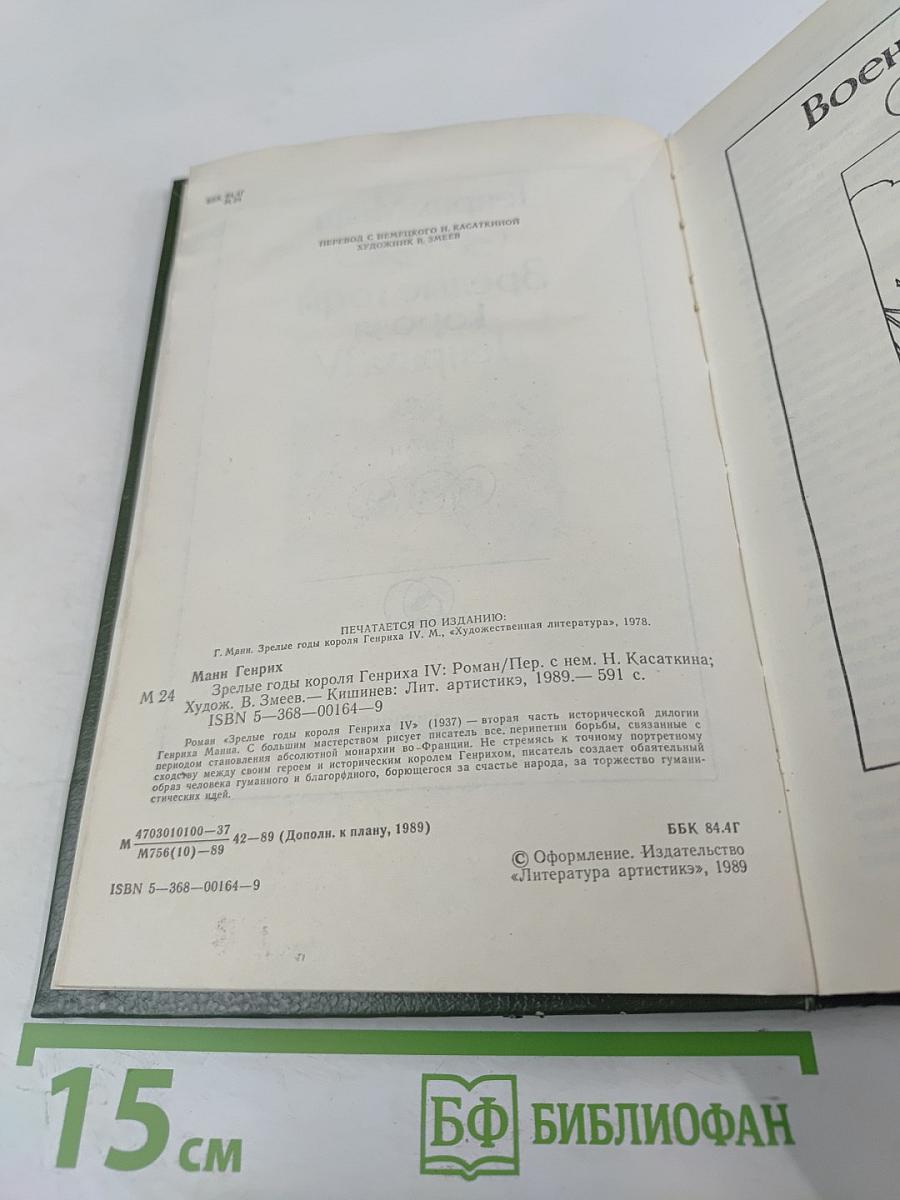 ББК 84.4Г
М 24
ПЕРЕВОД С НЕМЕЦКОГО Н. КАСАТКИНОЙ
ХУДОЖНИК В. ЗМЕЕВ
ПЕЧАТАЕТСЯ ПО ИЗДАНИЮ:
Г. Манн. Зрелые годы короля Генриха IV. М., «Художественная литература», 1978.
Манн Генрих
М 24
Зрелые годы короля Генриха IV: Роман/Пер. с нем. Н. Касаткина;
Худож. В. Змеев.— Кишинев: Лит. артистикэ, 1989.— 591 с.
ISBN 5—368—00164—9
Роман «Зрелые годы короля Генриха IV» (1937) — вторая часть исторической дилогии
Генриха Манна. С большим мастерством рисует писатель все перипетии борьбы, связанные с
периодом становления абсолютной монархии во Франции. Не стремясь к точному портретному
сходству между своим героем и историческим королем Генрихом, писатель создает обаятельный
образ человека гуманного и благородного, борющегося за счастье народа, за торжество гумани-
стических идей.
М 4703010100—37
М756(10)—89
42—89 (Дополн. к плану, 1989)
ББК 84.4Г
© Оформление. Издательство
«Литература артистикэ», 1989
ISBN 5—368—00164—9
Воен
15 см
БФ БИБЛИОФАН